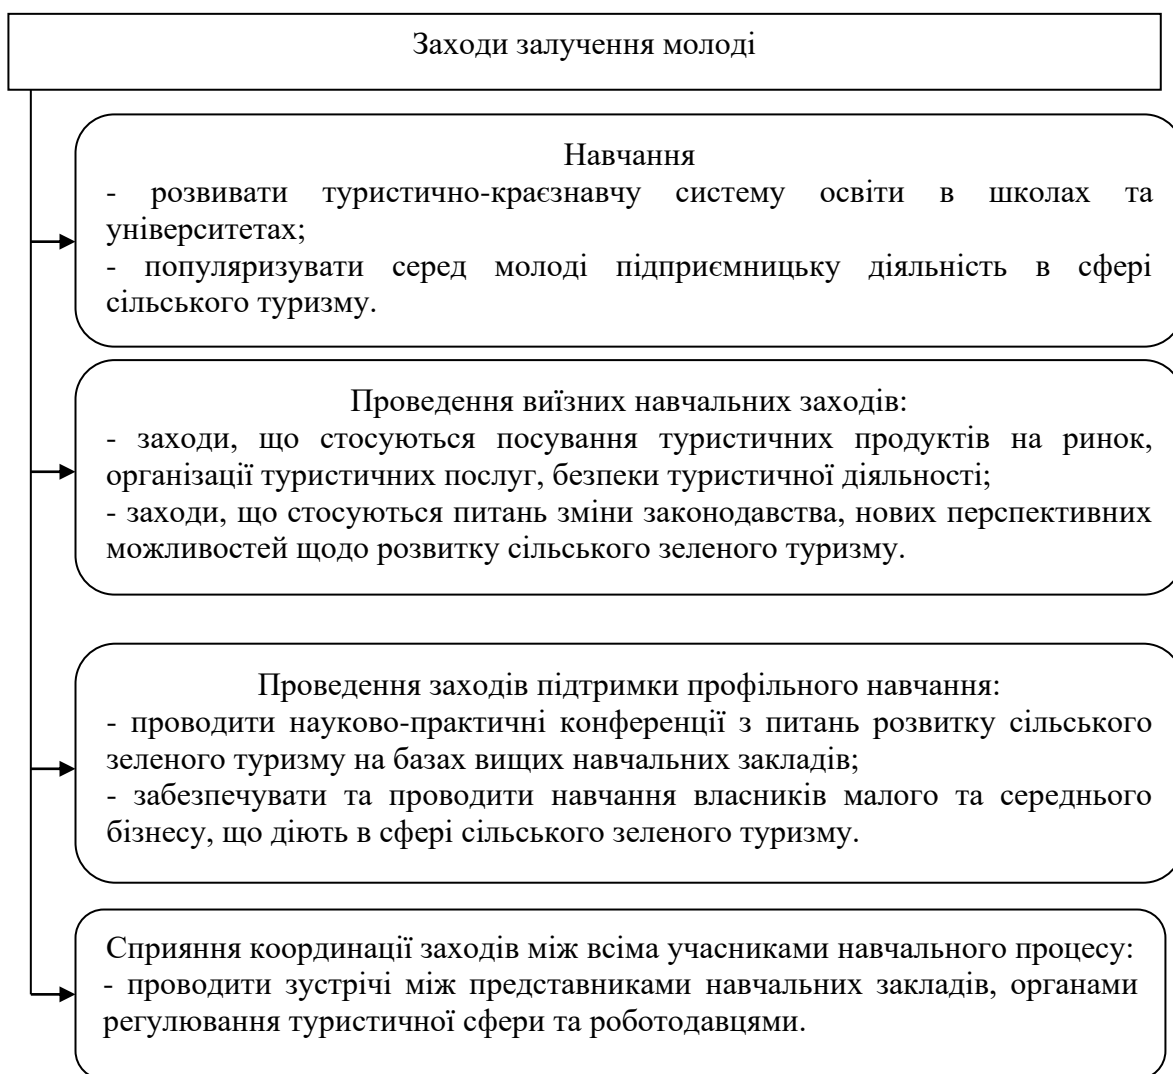 Заходи залучення молоді
Навчання
- розвивати туристично-краєзнавчу систему освіти в школах та
університетах;
- популяризувати серед молоді підприємницьку діяльність в сфері
сільського туризму.
Проведення виїзних навчальних заходів:
- заходи, що стосуються посування туристичних продуктів на ринок,
організації туристичних послуг, безпеки туристичної діяльності;
- заходи, що стосуються питань зміни законодавства, нових перспективних
можливостей щодо розвитку сільського зеленого туризму.
Проведення заходів підтримки профільного навчання:
- проводити науково-практичні конференції з питань розвитку сільського
зеленого туризму на базах вищих навчальних закладів;
- забезпечувати та проводити навчання власників малого та середнього
бізнесу, що діють в сфері сільського зеленого туризму.
Сприяння координації заходів між всіма учасниками навчального процесу:
- проводити зустрічі між представниками навчальних закладів, органами
регулювання туристичної сфери та роботодавцями.